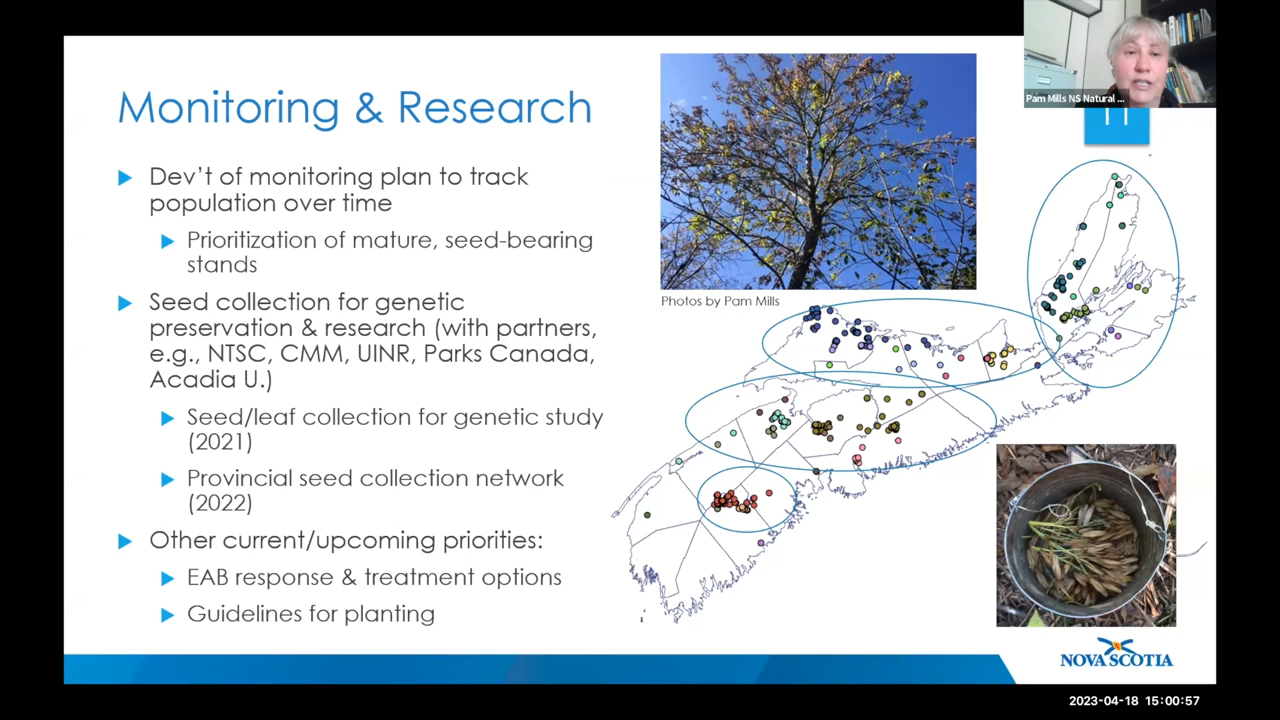 Monitoring & Research
Dev't of monitoring plan to track
population over time
Prioritization of mature, seed-bearing
stands
Seed collection for genetic
preservation & research (with partners,
e.g., NTSC, CMM, UINR, Parks Canada,
Acadia U.)
Seed/leaf collection for genetic study
(2021)
Provincial seed collection network
(2022)
Other current/upcoming priorities:
EAB response & treatment options
Guidelines for planting
Photos by Pam Mills
Pam Mills NS Natural ...
NOVA SCOTIA
2023-04-18 15:00:57